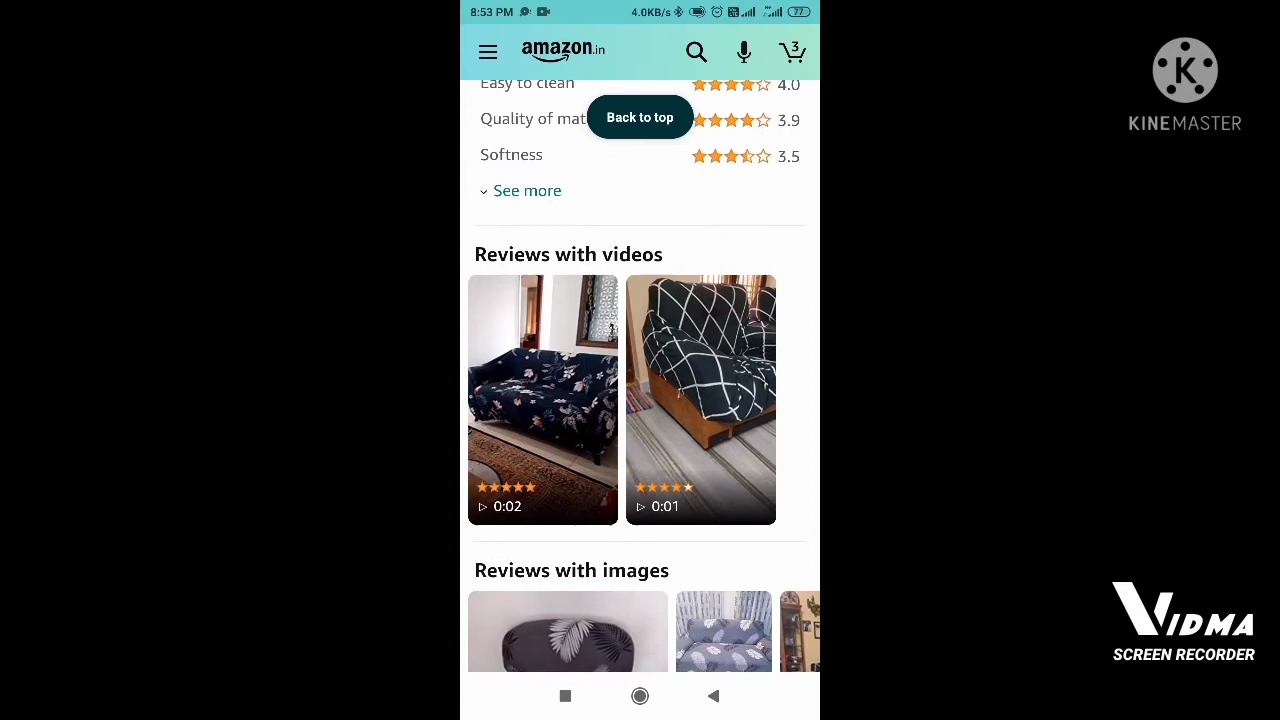 8:53 PM
4.0KB/s
77
amazon.in
3
Easy to clean
4.0
Quality of mat
Back to top
3.9
Softness
3.5
See more
Reviews with videos
0:02
0:01
Reviews with images
K
KINEMASTER
VIDMA
SCREEN RECORDER